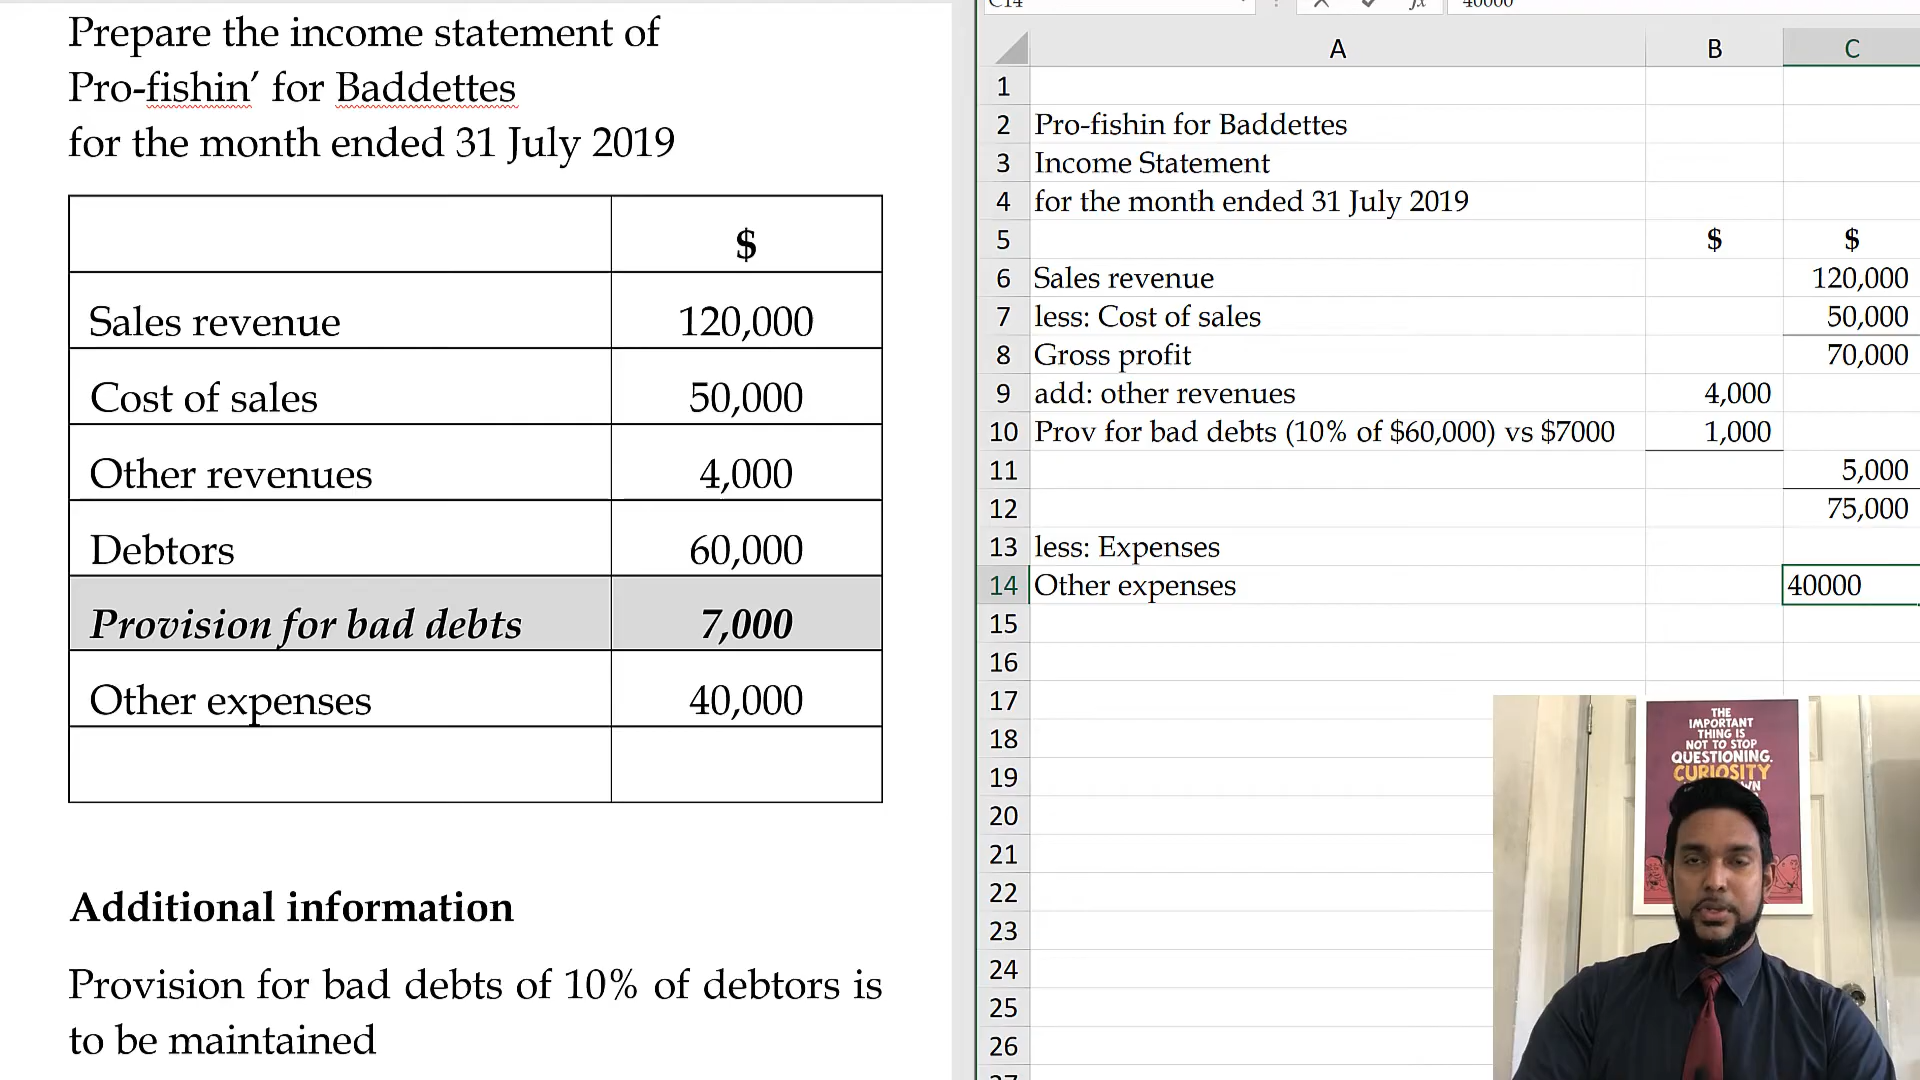 Prepare the income statement of
Pro-fishin’ for Baddettes
for the month ended 31 July 2019
$
Sales revenue 120,000
Cost of sales 50,000
Other revenues 4,000
Debtors 60,000
Provision for bad debts 7,000
Other expenses 40,000
Additional information
Provision for bad debts of 10% of debtors is
to be maintained
C14 fx 40000
A B C
1
2 Pro-fishin for Baddettes
3 Income Statement
4 for the month ended 31 July 2019
5 $ $
6 Sales revenue 120,000
7 less: Cost of sales 50,000
8 Gross profit 70,000
9 add: other revenues 4,000
10 Prov for bad debts (10% of $60,000) vs $7000 1,000
11 5,000
12 75,000
13 less: Expenses
14 Other expenses 40000
15
16
17
18
19
20
21
22
23
24
25
26
27
THE
IMPORTANT
THING IS
NOT TO STOP
QUESTIONING.
CURIOSITY